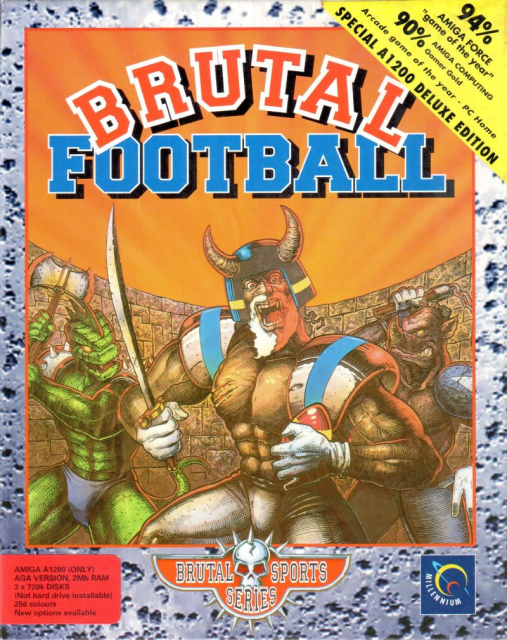 94%
AMIGA FORCE
"game of the year"
90% AMIGA COMPUTING
Gamer Gold
Arcade game of the year - PC Home
SPECIAL A1200 DELUXE EDITION
BRUTAL
FOOTBALL
AMIGA A1200 (ONLY)
AGA VERSION, 2Mb RAM
3 x 720k DISKS
(Not hard drive installable)
256 colours
New options available
BRUTAL SPORTS
SERIES
MILLENNIUM